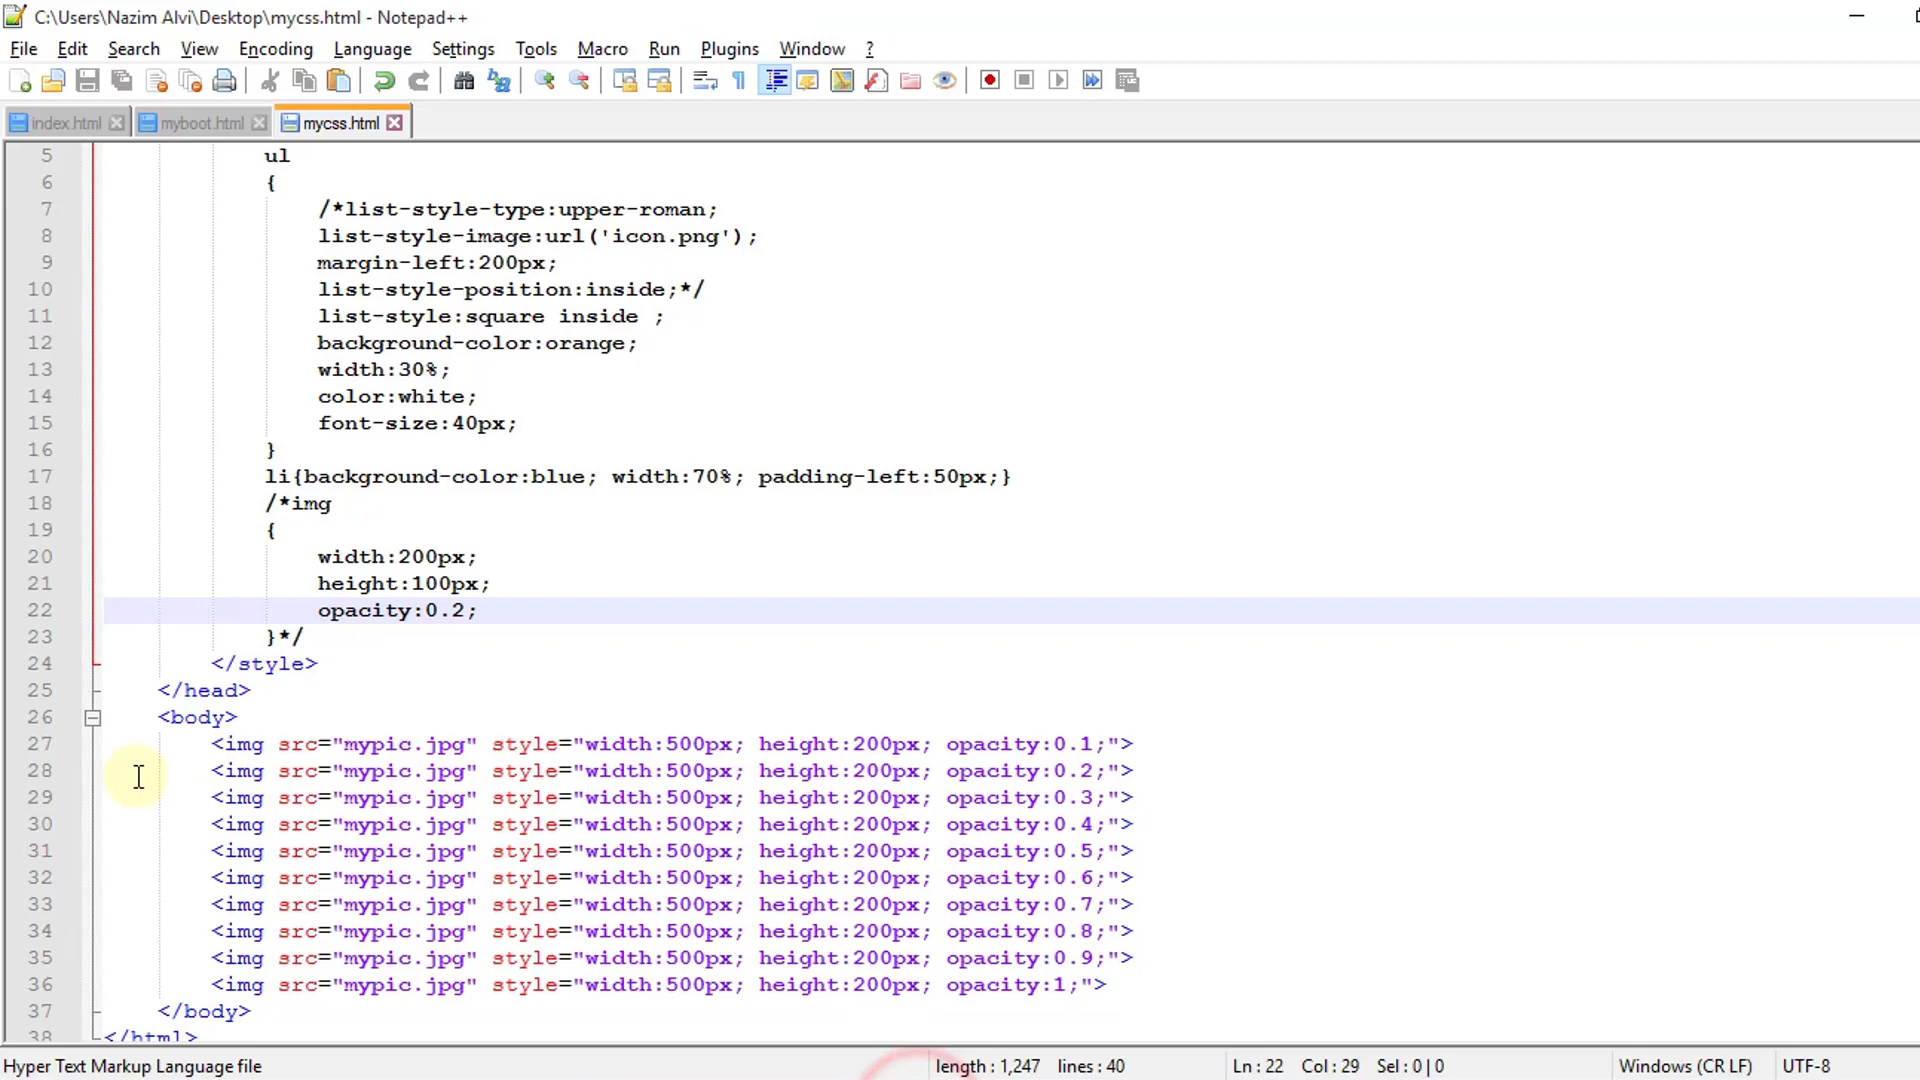 C:\Users\Nazim Alvi\Desktop\mycss.html - Notepad++
File Edit Search View Encoding Language Settings Tools Macro Run Plugins Window ?
index.html myboot.html mycss.html
5 ul
6 {
7 /*list-style-type:upper-roman;
8 list-style-image:url('icon.png');
9 margin-left:200px;
10 list-style-position:inside;*/
11 list-style:square inside ;
12 background-color:orange;
13 width:30%;
14 color:white;
15 font-size:40px;
16 }
17 li{background-color:blue; width:70%; padding-left:50px;}
18 /*img
19 {
20 width:200px;
21 height:100px;
22 opacity:0.2;
23 }*/
24 </style>
25 </head>
26 <body>
27 <img src="mypic.jpg" style="width:500px; height:200px; opacity:0.1;">
28 <img src="mypic.jpg" style="width:500px; height:200px; opacity:0.2;">
29 <img src="mypic.jpg" style="width:500px; height:200px; opacity:0.3;">
30 <img src="mypic.jpg" style="width:500px; height:200px; opacity:0.4;">
31 <img src="mypic.jpg" style="width:500px; height:200px; opacity:0.5;">
32 <img src="mypic.jpg" style="width:500px; height:200px; opacity:0.6;">
33 <img src="mypic.jpg" style="width:500px; height:200px; opacity:0.7;">
34 <img src="mypic.jpg" style="width:500px; height:200px; opacity:0.8;">
35 <img src="mypic.jpg" style="width:500px; height:200px; opacity:0.9;">
36 <img src="mypic.jpg" style="width:500px; height:200px; opacity:1;">
37 </body>
38 </html>
Hyper Text Markup Language file length : 1,247 lines : 40 Ln : 22 Col : 29 Sel : 0 | 0 Windows (CR LF) UTF-8